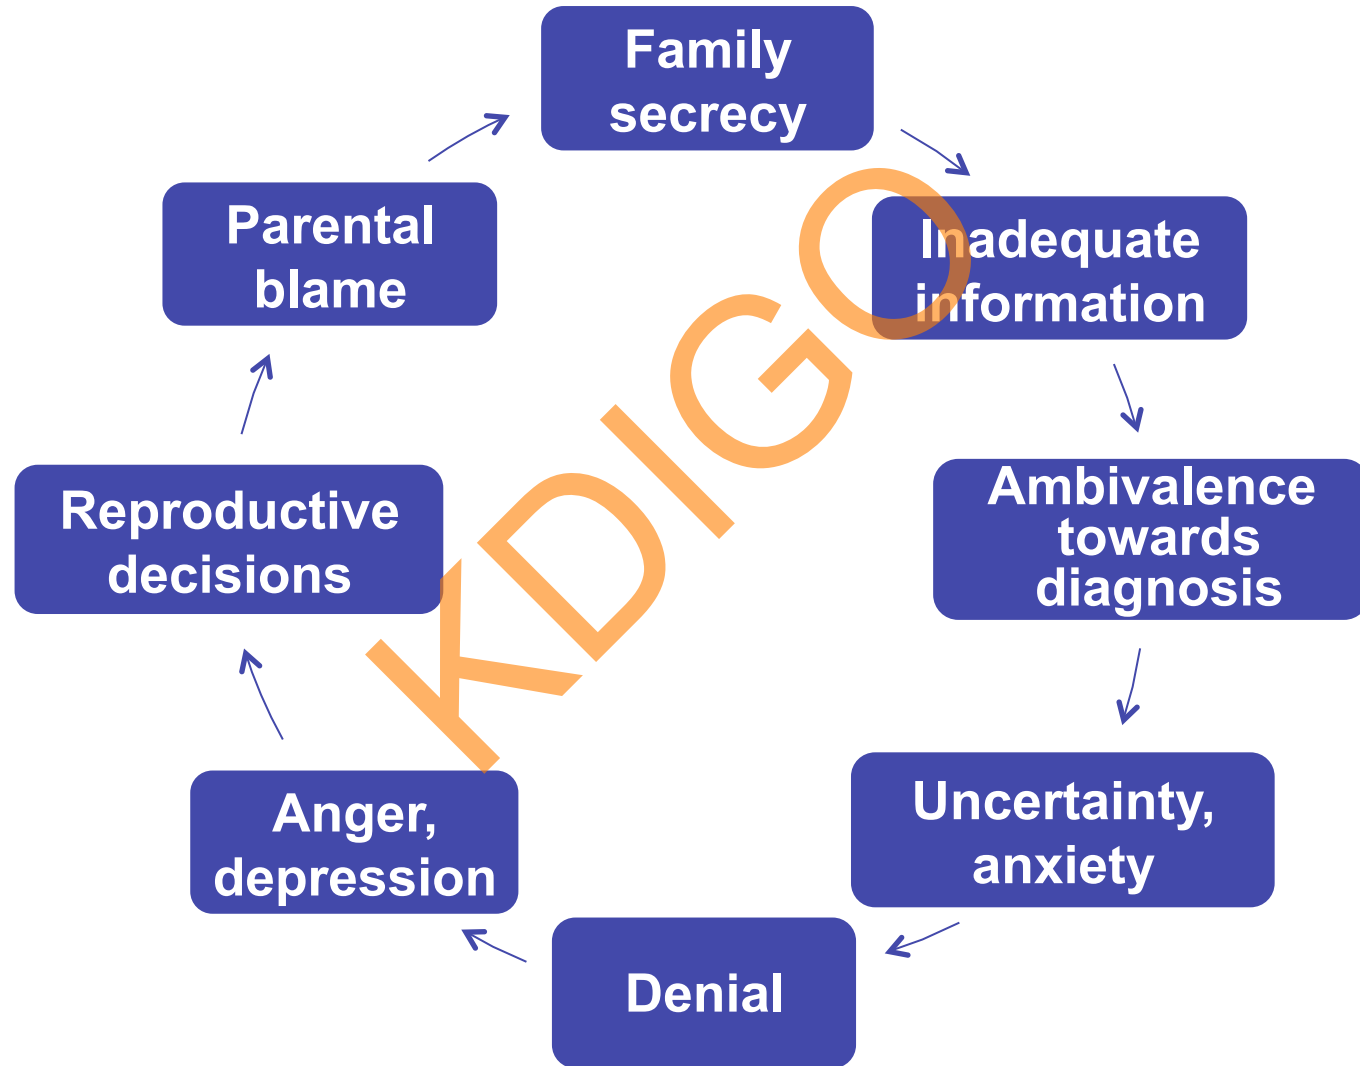 Family
secrecy
Inadequate
information
Ambivalence
towards
diagnosis
Uncertainty,
anxiety
Denial
Anger,
depression
Reproductive
decisions
Parental
blame
KDIGO